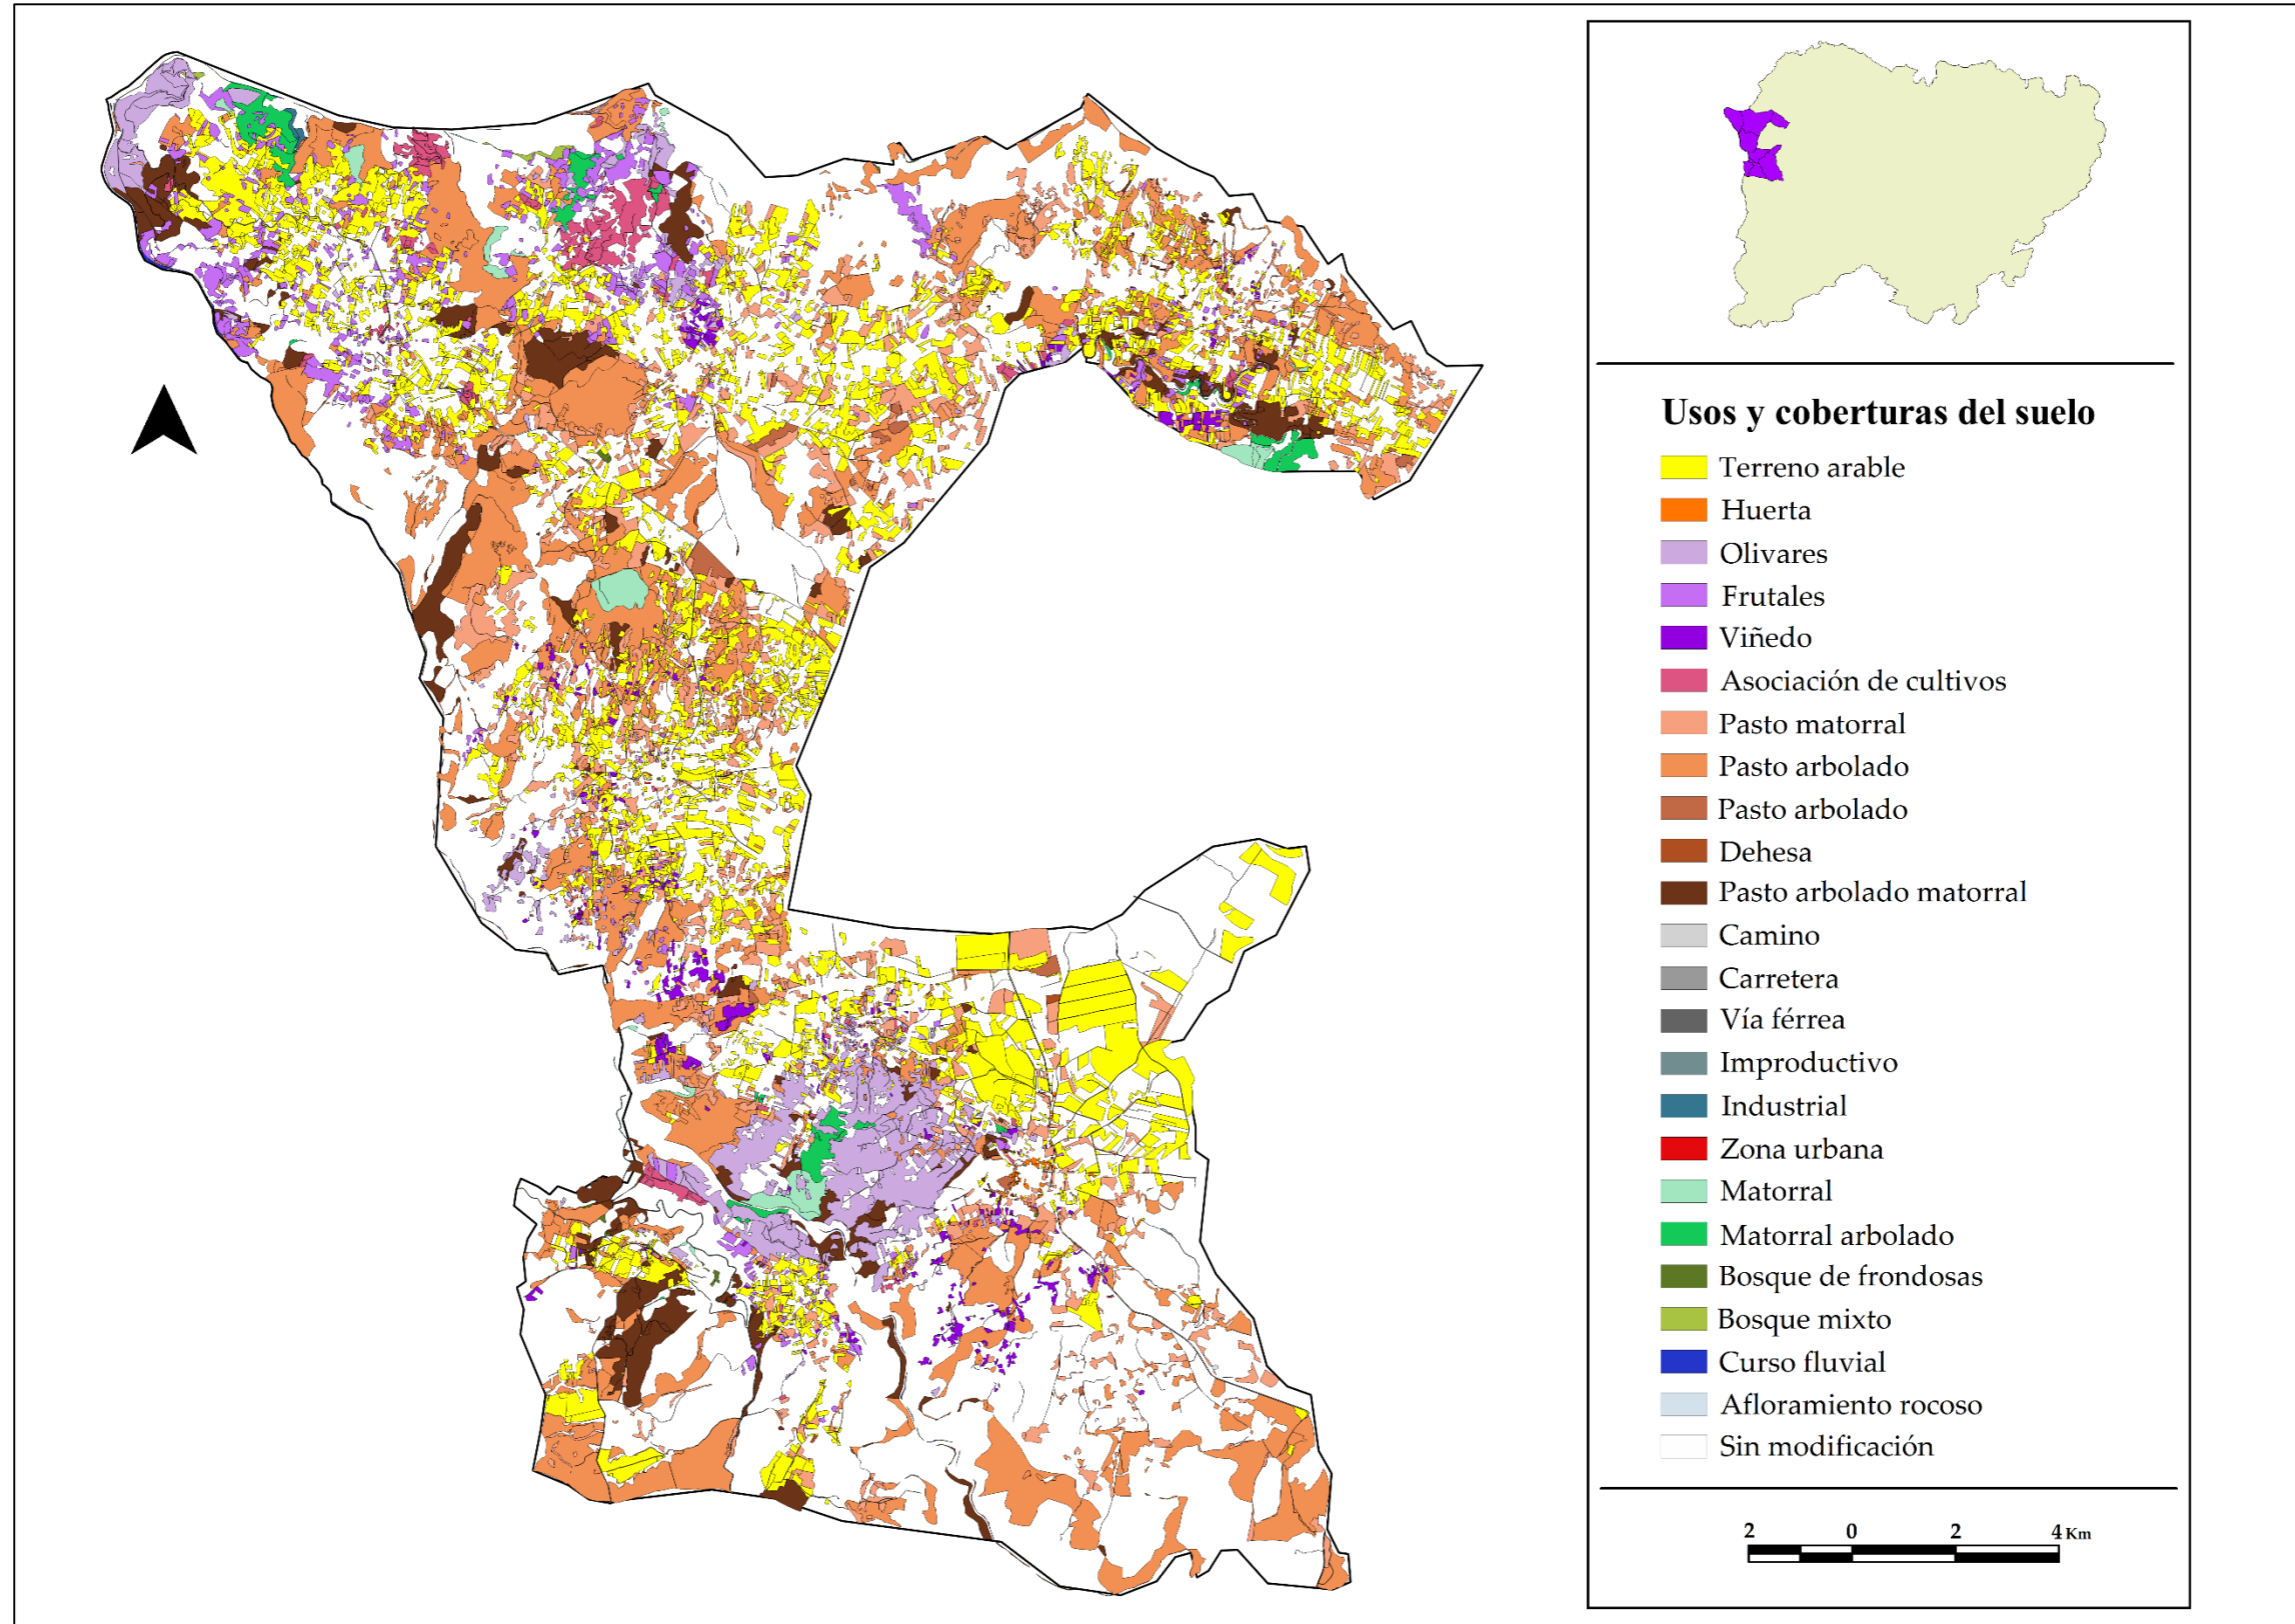 Usos y coberturas del suelo
Terreno arable
Huerta
Olivares
Frutales
Viñedo
Asociación de cultivos
Pasto matorral
Pasto arbolado
Pasto arbolado
Dehesa
Pasto arbolado matorral
Camino
Carretera
Vía férrea
Improductivo
Industrial
Zona urbana
Matorral
Matorral arbolado
Bosque de frondosas
Bosque mixto
Curso fluvial
Afloramiento rocoso
Sin modificación
2 0 2 4 Km